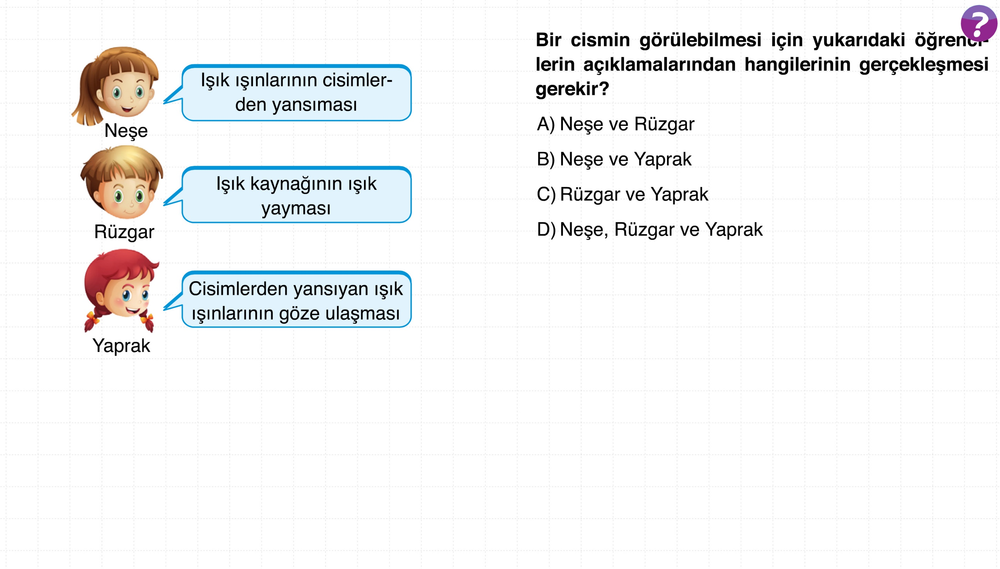 Işık ışınlarının cisimler-
den yansıması
Neşe
Işık kaynağının ışık
yayması
Rüzgar
Cisimlerden yansıyan ışık
ışınlarının göze ulaşması
Yaprak
?
Bir cismin görülebilmesi için yukarıdaki öğrenci-
lerin açıklamalarından hangilerinin gerçekleşmesi
gerekir?
A) Neşe ve Rüzgar
B) Neşe ve Yaprak
C) Rüzgar ve Yaprak
D) Neşe, Rüzgar ve Yaprak